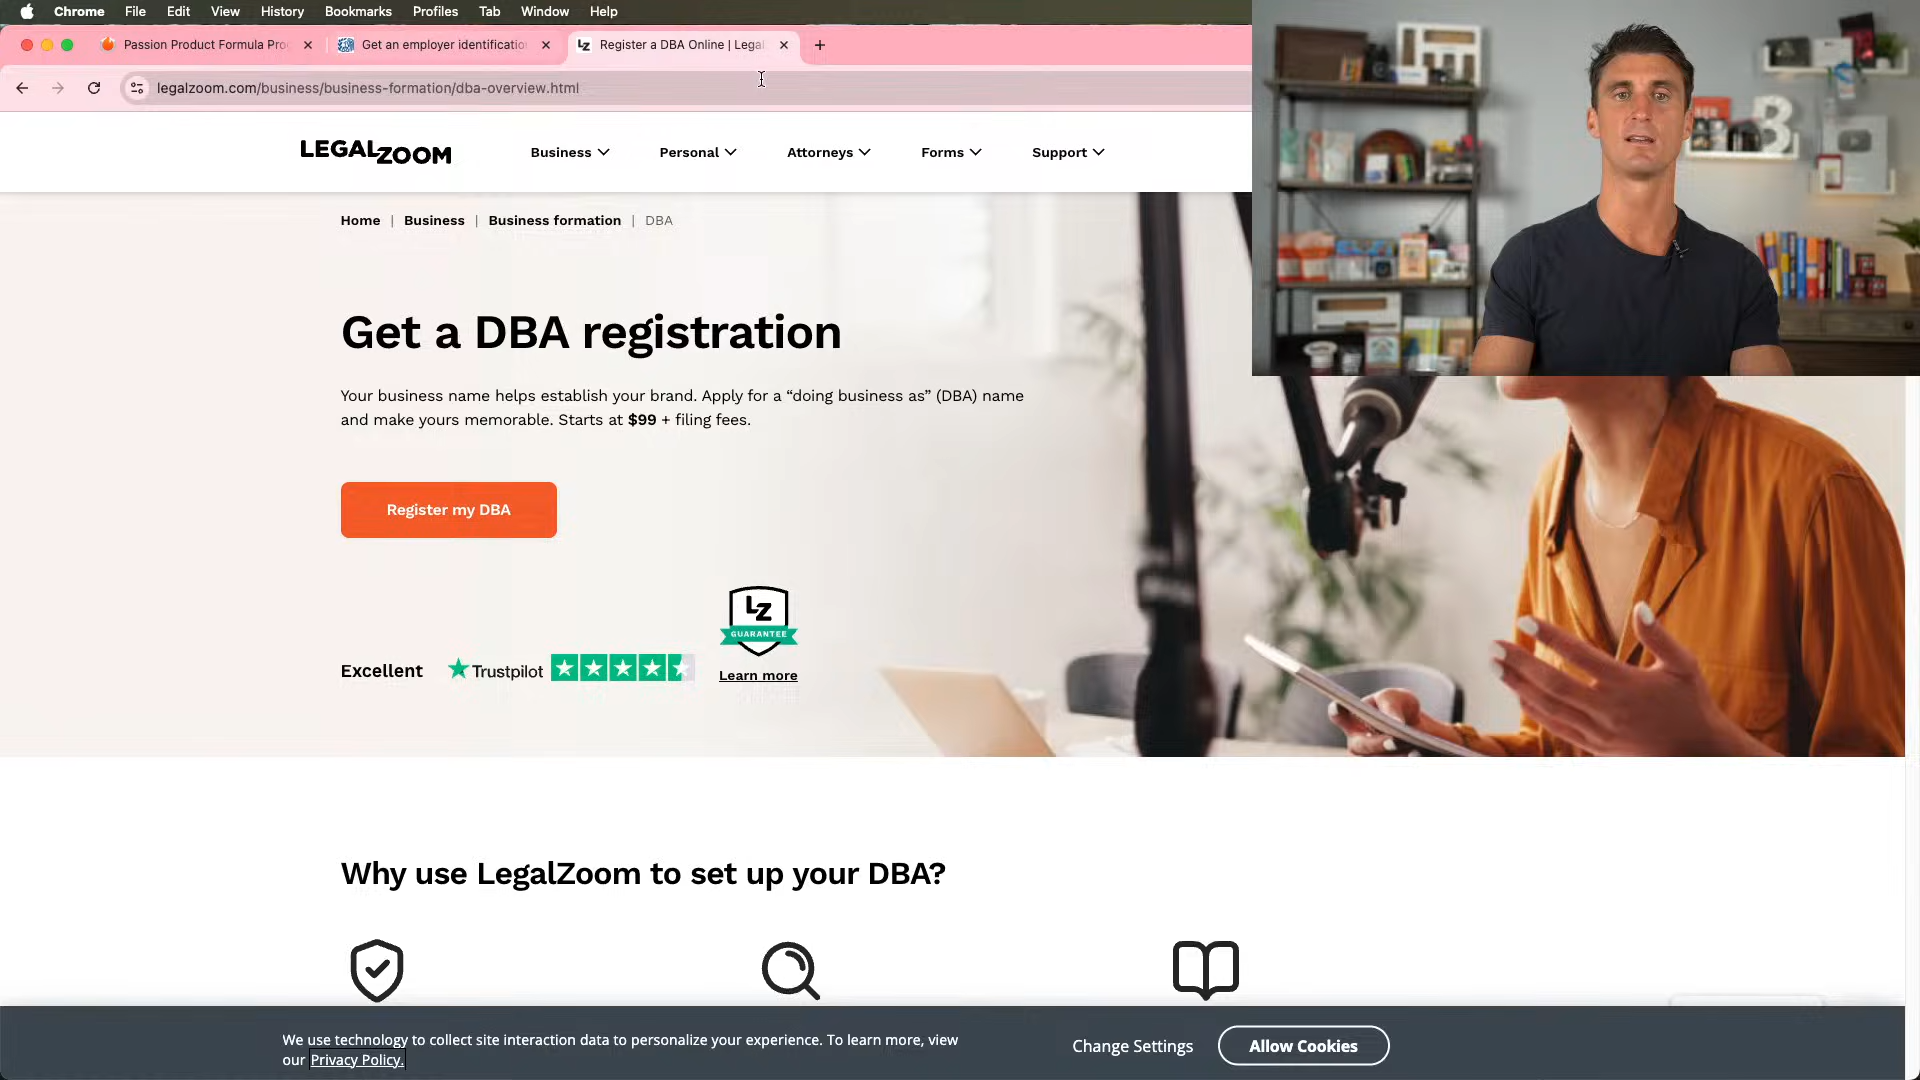 Chrome File Edit View History Bookmarks Profiles Tab Window Help
Passion Product Formula Pro
Get an employer identificatio
Register a DBA Online | Legal
legalzoom.com/business/business-formation/dba-overview.html
LEGALZOOM
Business Personal Attorneys Forms Support
Home | Business | Business formation | DBA
Get a DBA registration
Your business name helps establish your brand. Apply for a “doing business as” (DBA) name
and make yours memorable. Starts at $99 + filing fees.
Register my DBA
LZ
GUARANTEE
Excellent Trustpilot
Learn more
Why use LegalZoom to set up your DBA?
We use technology to collect site interaction data to personalize your experience. To learn more, view
our Privacy Policy.
Change Settings
Allow Cookies